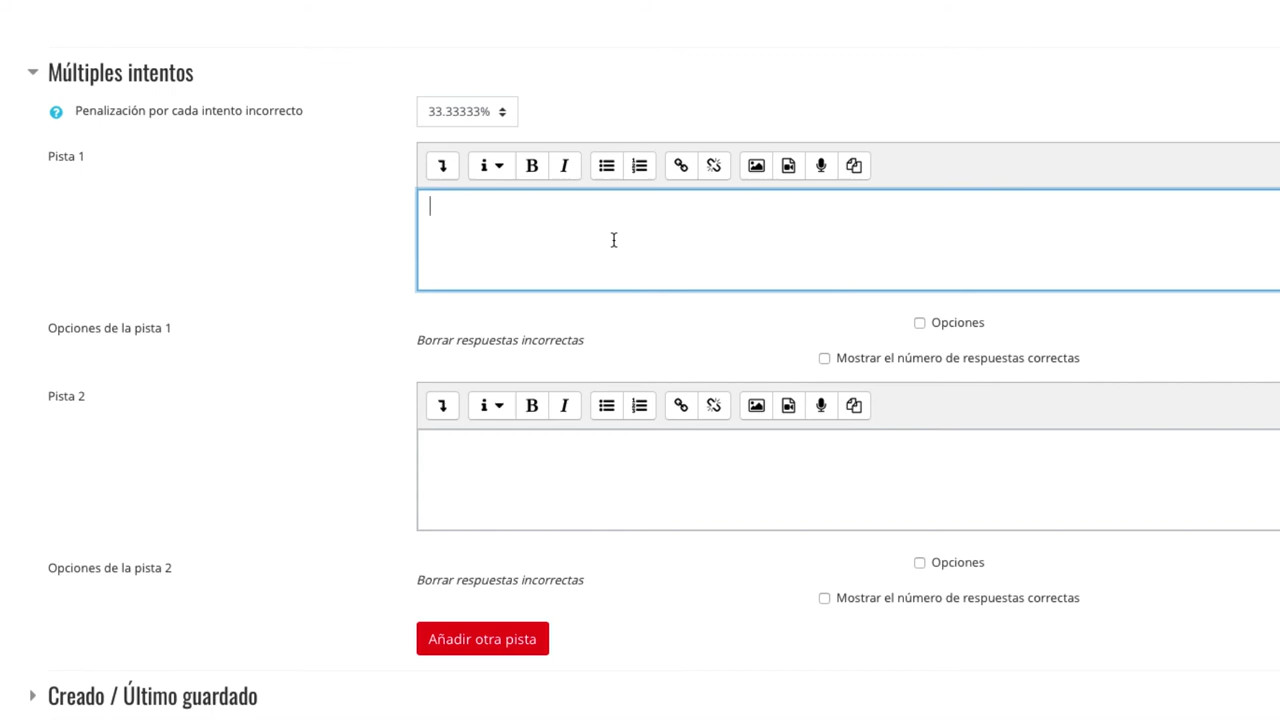 Múltiples intentos
Penalización por cada intento incorrecto
33.33333%
Pista 1
i
B
I
Opciones de la pista 1
Borrar respuestas incorrectas
Opciones
Mostrar el número de respuestas correctas
Pista 2
i
B
I
Opciones de la pista 2
Borrar respuestas incorrectas
Opciones
Mostrar el número de respuestas correctas
Añadir otra pista
Creado / Último guardado